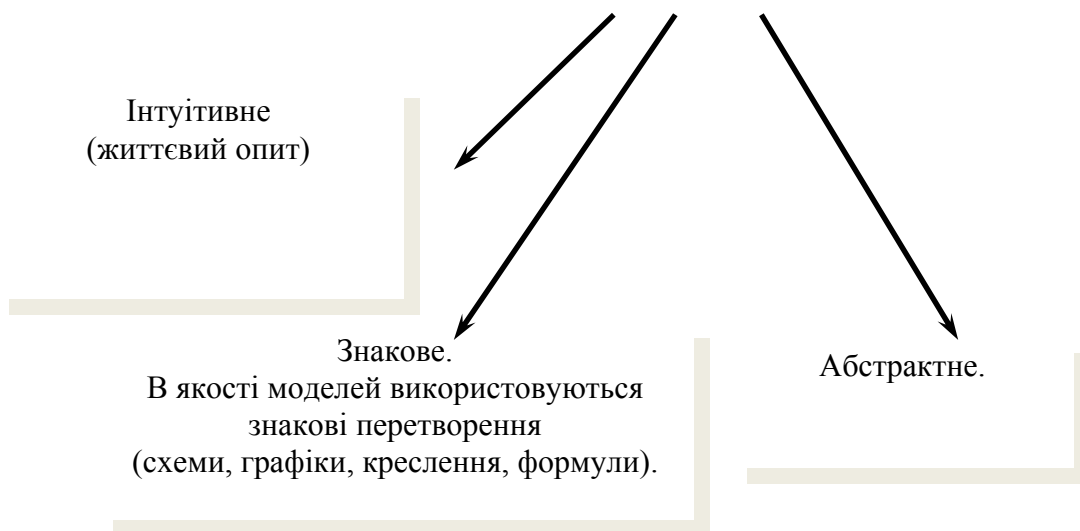 Інтуітивне
(життєвий опит)
Знакове.
В якості моделей використовуються
знакові перетворення
(схеми, графіки, креслення, формули).
Абстрактне.